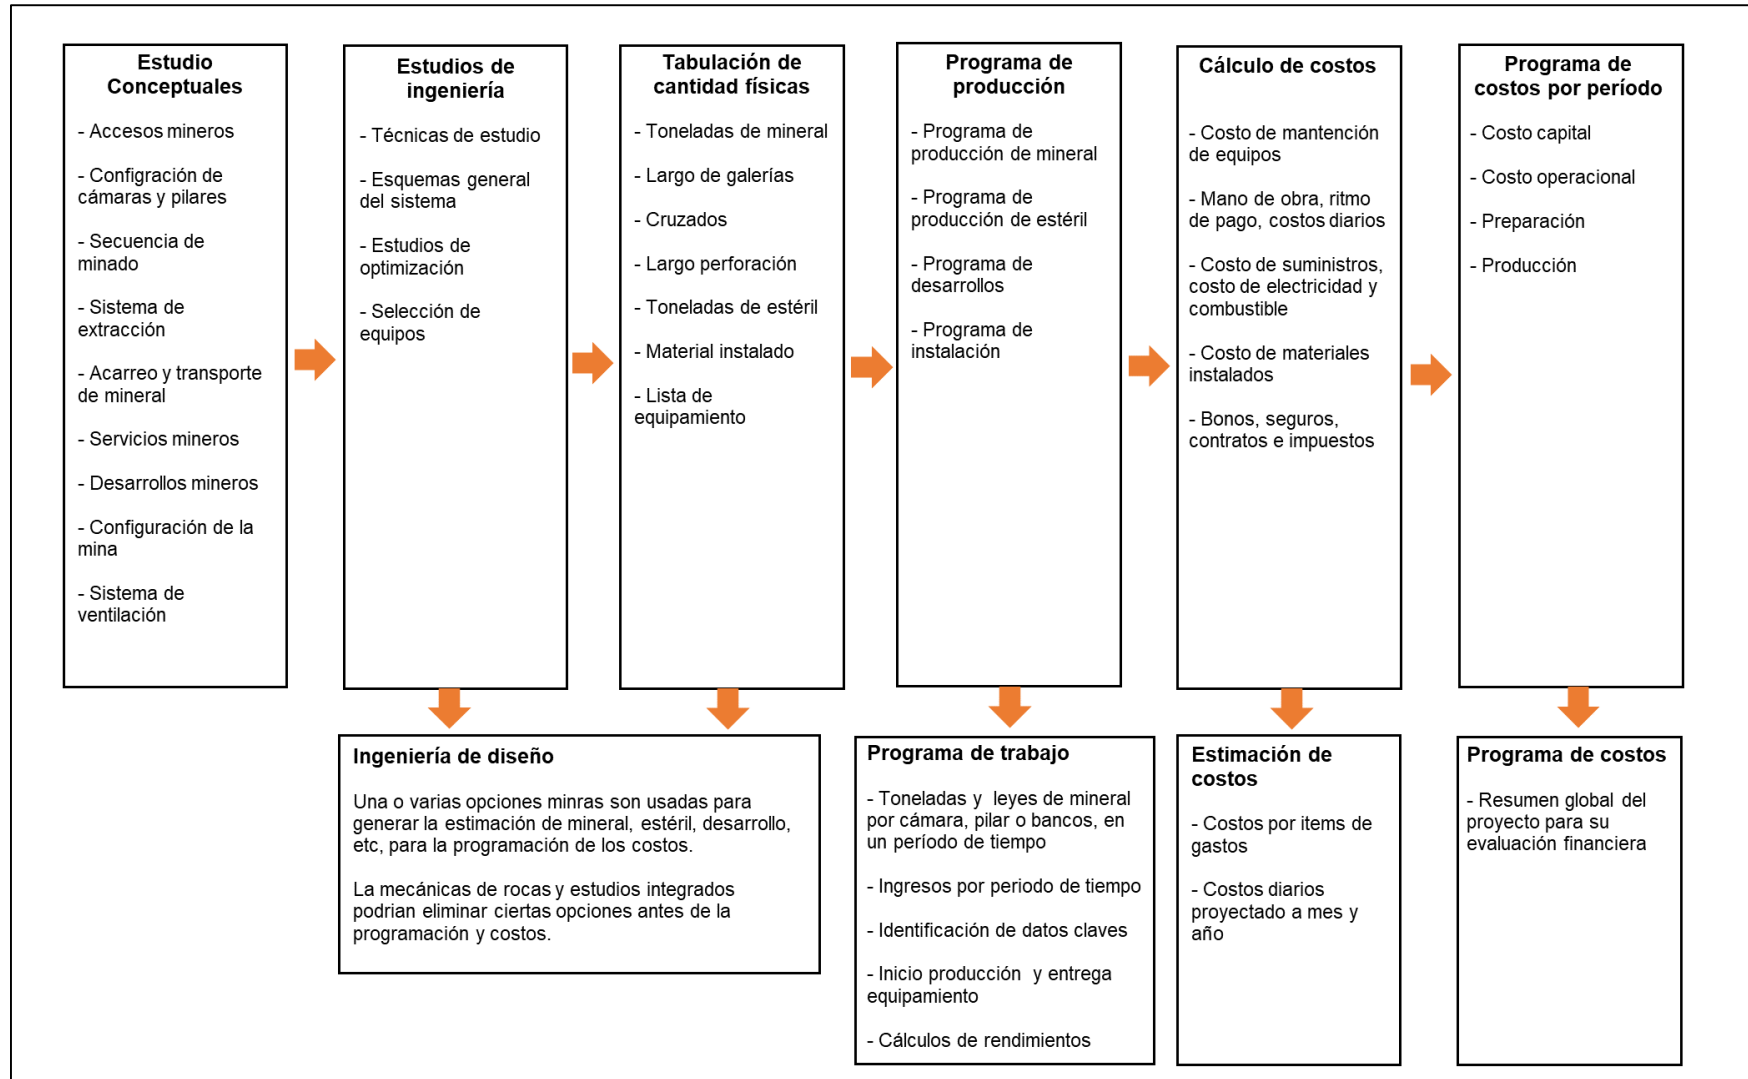 Estudio
Conceptuales
- Accesos mineros
- Configración de
cámaras y pilares
- Secuencia de
minado
- Sistema de
extracción
- Acarreo y transporte
de mineral
- Servicios mineros
- Desarrollos mineros
- Configuración de la
mina
- Sistema de
ventilación
Estudios de
ingeniería
- Técnicas de estudio
- Esquemas general
del sistema
- Estudios de
optimización
- Selección de
equipos
Tabulación de
cantidad físicas
- Toneladas de mineral
- Largo de galerías
- Cruzados
- Largo perforación
- Toneladas de estéril
- Material instalado
- Lista de
equipamiento
Programa de
producción
- Programa de
producción de mineral
- Programa de
producción de estéril
- Programa de
desarrollos
- Programa de
instalación
Cálculo de costos
- Costo de mantención
de equipos
- Mano de obra, ritmo
de pago, costos diarios
- Costo de suministros,
costo de electricidad y
combustible
- Costo de materiales
instalados
- Bonos, seguros,
contratos e impuestos
Programa de
costos por período
- Costo capital
- Costo operacional
- Preparación
- Producción
Ingeniería de diseño
Una o varias opciones minras son usadas para
generar la estimación de mineral, estéril, desarrollo,
etc, para la programación de los costos.
La mecánicas de rocas y estudios integrados
podrian eliminar ciertas opciones antes de la
programación y costos.
Programa de trabajo
- Toneladas y leyes de mineral
por cámara, pilar o bancos, en
un período de tiempo
- Ingresos por periodo de tiempo
- Identificación de datos claves
- Inicio producción y entrega
equipamiento
- Cálculos de rendimientos
Estimación de
costos
- Costos por items de
gastos
- Costos diarios
proyectado a mes y
año
Programa de costos
- Resumen global del
proyecto para su
evaluación financiera